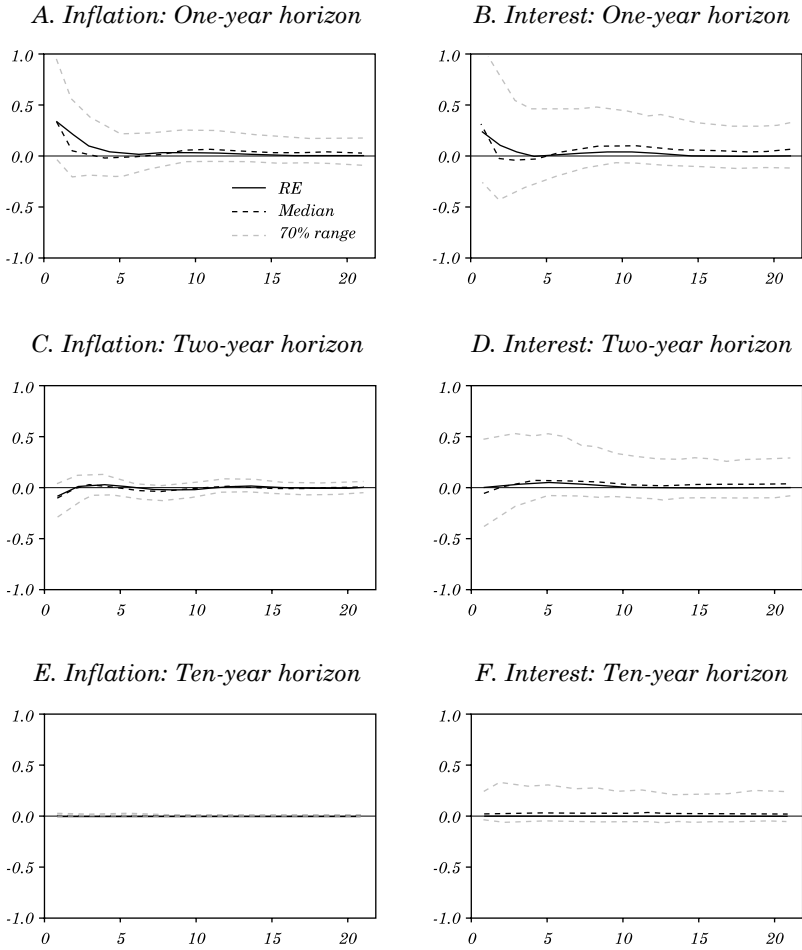 A. Inflation: One-year horizon
1.0
0.5
0.0
-0.5
-1.0
0 5 10 15 20
RE
Median
70% range
B. Interest: One-year horizon
1.0
0.5
0.0
-0.5
-1.0
0 5 10 15 20
C. Inflation: Two-year horizon
1.0
0.5
0.0
-0.5
-1.0
0 5 10 15 20
D. Interest: Two-year horizon
1.0
0.5
0.0
-0.5
-1.0
0 5 10 15 20
E. Inflation: Ten-year horizon
1.0
0.5
0.0
-0.5
-1.0
0 5 10 15 20
F. Interest: Ten-year horizon
1.0
0.5
0.0
-0.5
-1.0
0 5 10 15 20